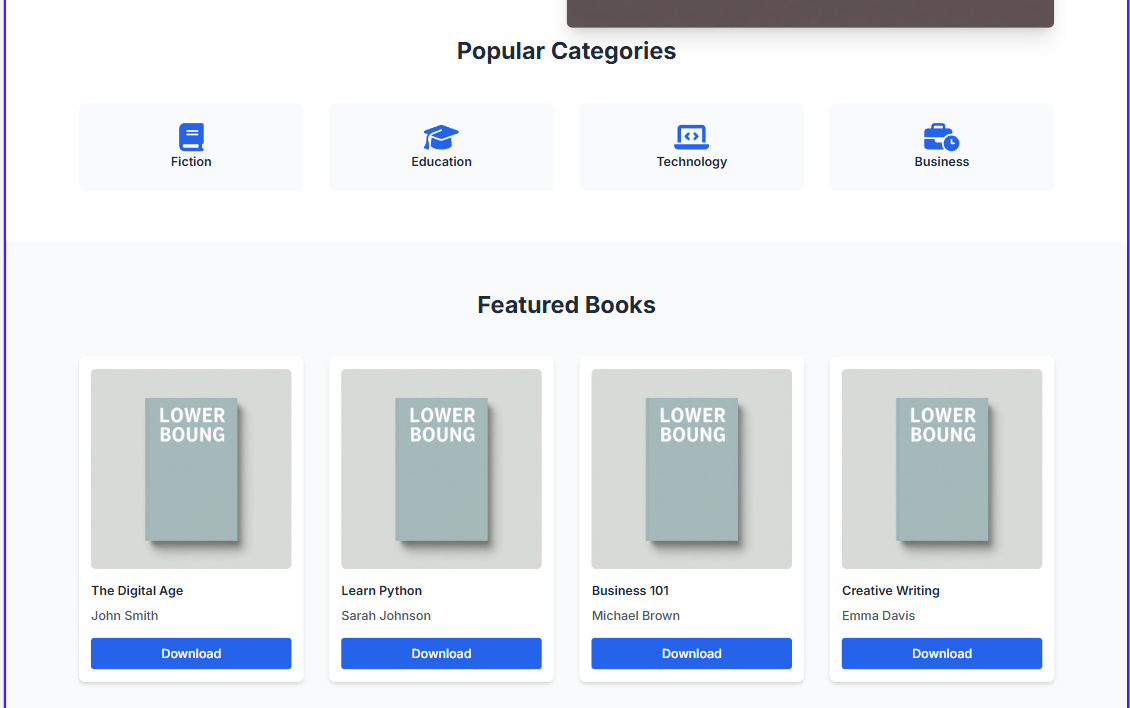 Popular Categories
Fiction
Education
Technology
Business
Featured Books
LOWER
BOUNG
LOWER
BOUNG
LOWER
BOUNG
LOWER
BOUNG
The Digital Age
Learn Python
Business 101
Creative Writing
John Smith
Sarah Johnson
Michael Brown
Emma Davis
Download
Download
Download
Download